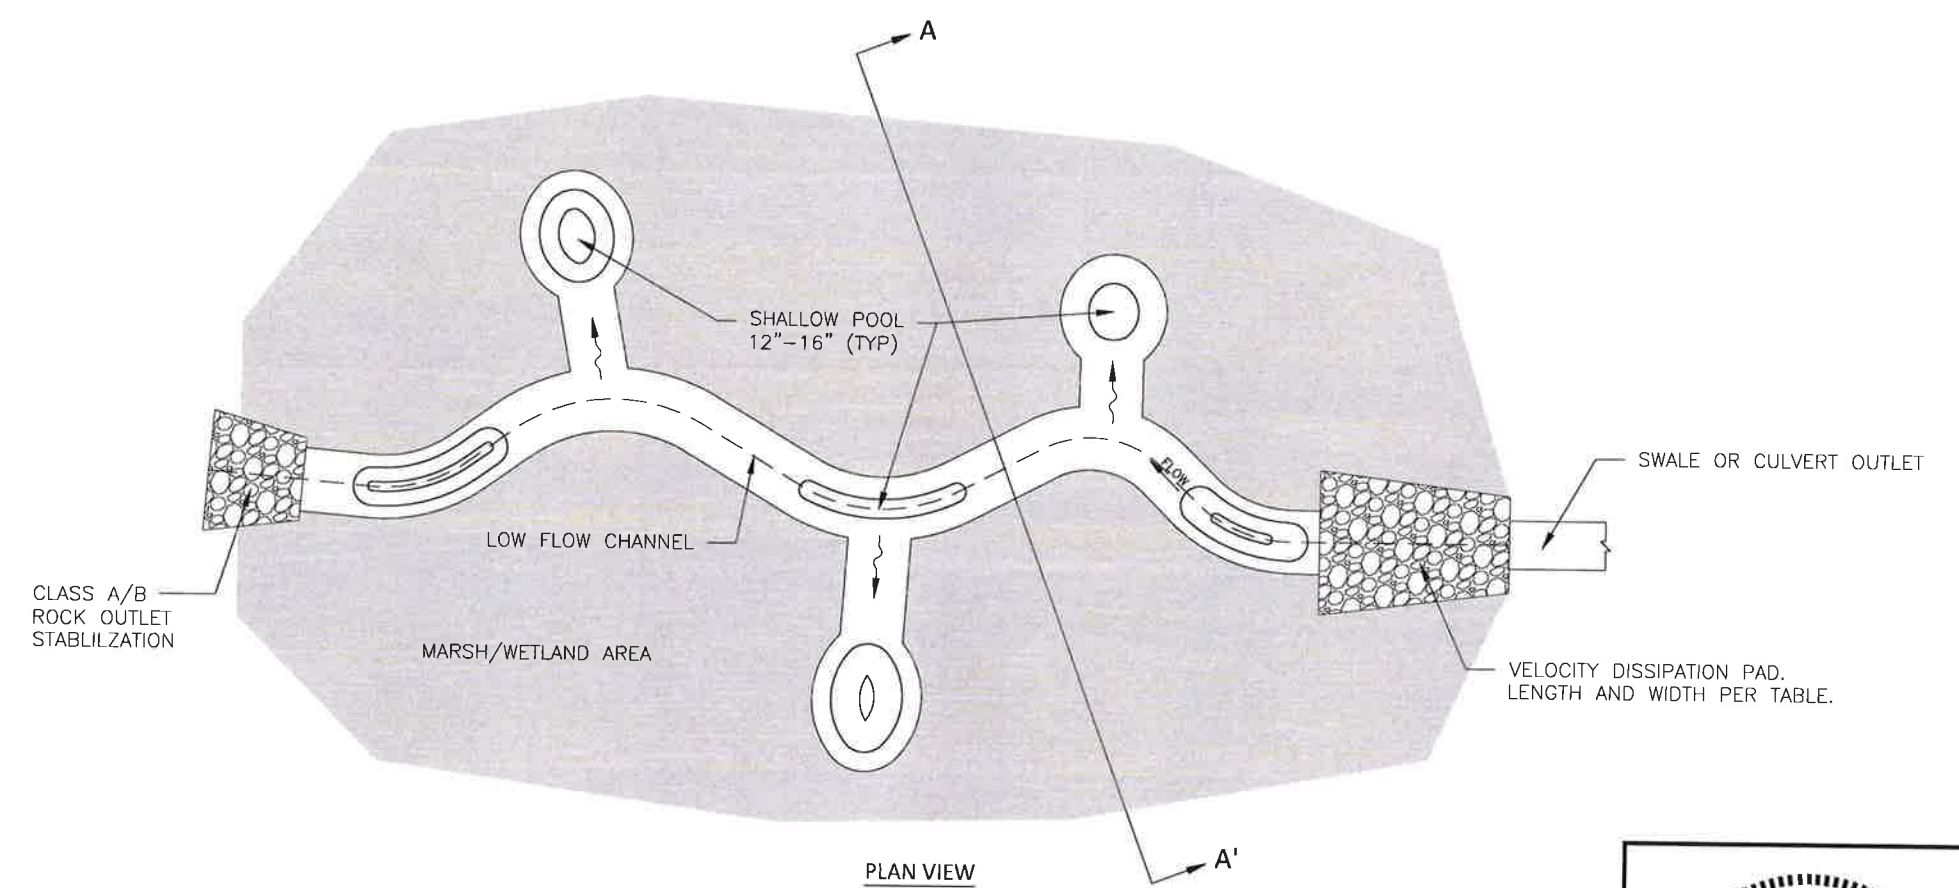 A
SHALLOW POOL
12"-16" (TYP)
FLOW
SWALE OR CULVERT OUTLET
LOW FLOW CHANNEL
CLASS A/B
ROCK OUTLET
STABLILZATION
MARSH/WETLAND AREA
VELOCITY DISSIPATION PAD.
LENGTH AND WIDTH PER TABLE.
A'
PLAN VIEW